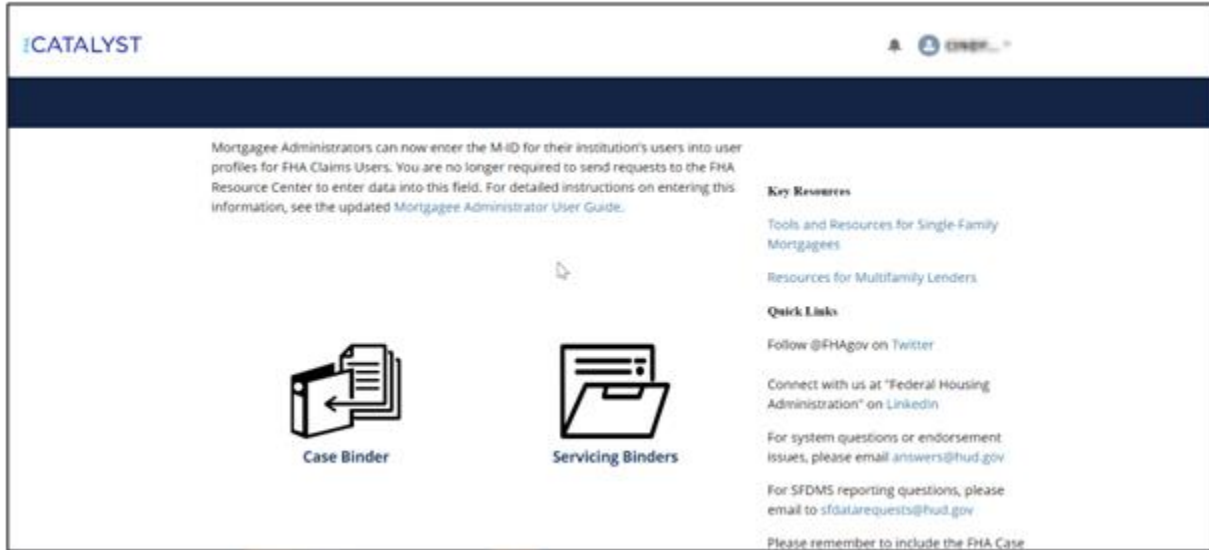 FHA CATALYST
Mortgagee Administrators can now enter the M-ID for their institution's users into user
profiles for FHA Claims Users. You are no longer required to send requests to the FHA
Resource Center to enter data into this field. For detailed instructions on entering this
information, see the updated Mortgagee Administrator User Guide.
Case Binder
Servicing Binders
Key Resources
Tools and Resources for Single-Family
Mortgagees
Resources for Multifamily Lenders
Quick Links
Follow @FHAgov on Twitter
Connect with us at "Federal Housing
Administration" on LinkedIn
For system questions or endorsement
issues, please email answers@hud.gov
For SFDMS reporting questions, please
email to sfdatarequests@hud.gov
Please remember to include the FHA Case